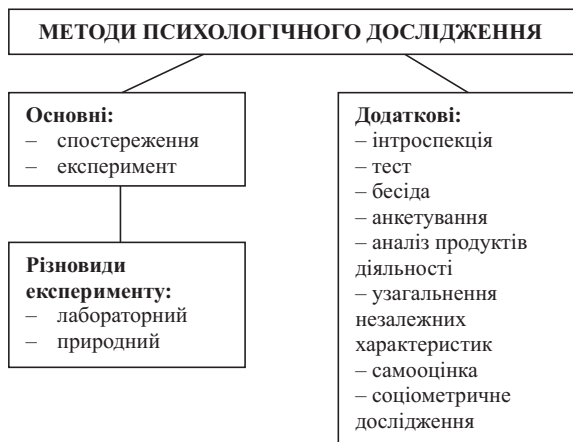 МЕТОДИ ПСИХОЛОГІЧНОГО ДОСЛІДЖЕННЯ
Основні:
– спостереження
– експеримент
Різновиди
експерименту:
– лабораторний
– природний
Додаткові:
– інтроспекція
– тест
– бесіда
– анкетування
– аналіз продуктів
діяльності
– узагальнення
незалежних
характеристик
– самооцінка
– соціометричне
дослідження